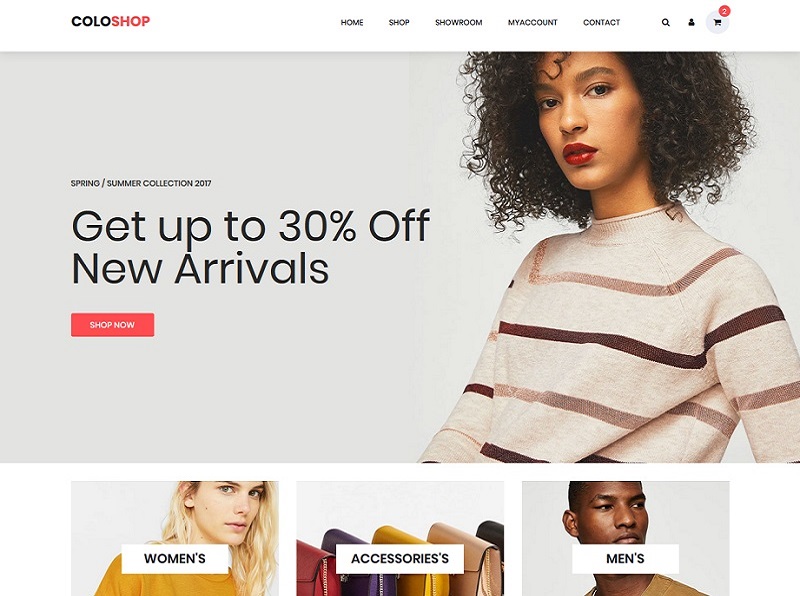 COLOSHOP
HOME SHOP SHOWROOM MYACCOUNT CONTACT
2
SPRING / SUMMER COLLECTION 2017
Get up to 30% Off
New Arrivals
SHOP NOW
WOMEN'S
ACCESSORIES'S
MEN'S